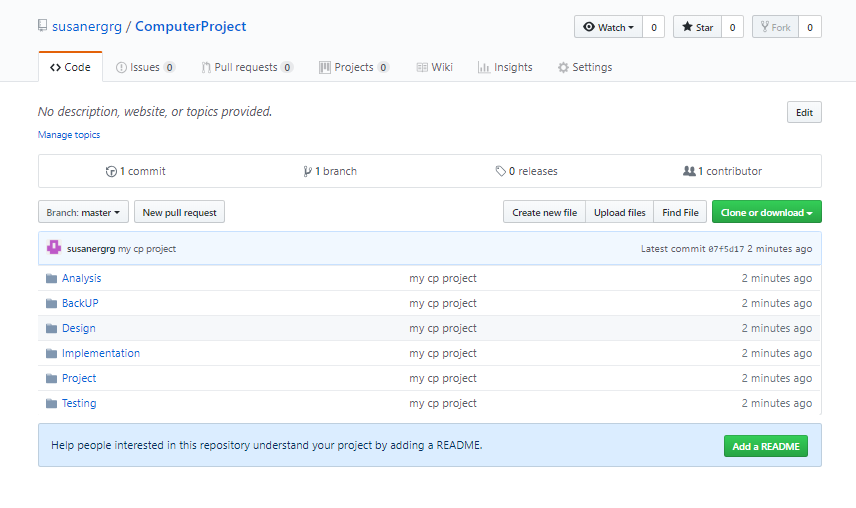 susanergrg / ComputerProject Watch 0 Star 0 Fork 0
Code Issues 0 Pull requests 0 Projects 0 Wiki Insights Settings
No description, website, or topics provided. Edit
Manage topics
1 commit 1 branch 0 releases 1 contributor
Branch: master New pull request Create new file Upload files Find File Clone or download
susanergrg my cp project Latest commit 07f5d17 2 minutes ago
Analysis my cp project 2 minutes ago
BackUP my cp project 2 minutes ago
Design my cp project 2 minutes ago
Implementation my cp project 2 minutes ago
Project my cp project 2 minutes ago
Testing my cp project 2 minutes ago
Help people interested in this repository understand your project by adding a README. Add a README